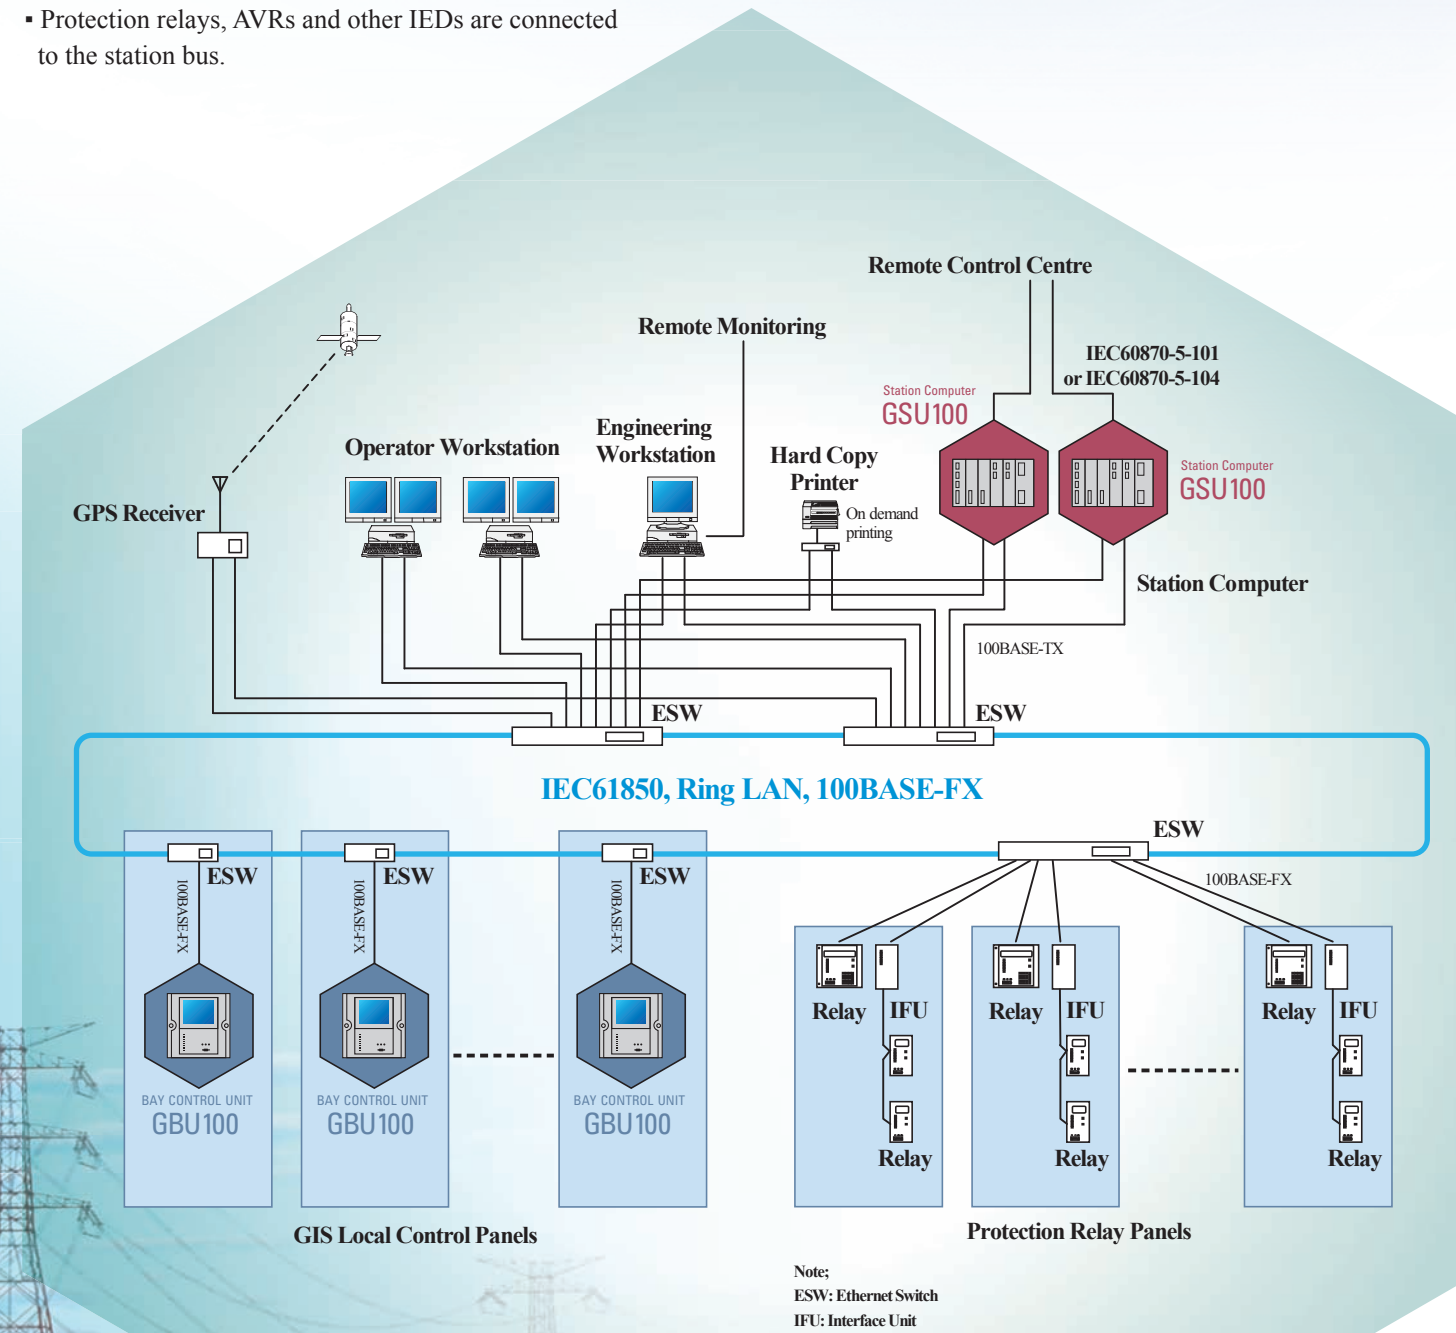 ▪ Protection relays, AVRs and other IEDs are connected
to the station bus.
Remote Control Centre
Remote Monitoring
IEC60870-5-101
or IEC60870-5-104
Station Computer
GSU100
Engineering
Workstation
Operator Workstation
Hard Copy
Printer
Station Computer
GSU100
GPS Receiver
On demand
printing
Station Computer
100BASE-TX
ESW
ESW
IEC61850, Ring LAN, 100BASE-FX
ESW
ESW
ESW
ESW
100BASE-FX
100BASE-FX
100BASE-FX
100BASE-FX
Relay
IFU
Relay
IFU
Relay
IFU
BAY CONTROL UNIT
GBU100
BAY CONTROL UNIT
GBU100
BAY CONTROL UNIT
GBU100
Relay
Relay
Relay
GIS Local Control Panels
Protection Relay Panels
Note;
ESW: Ethernet Switch
IFU: Interface Unit